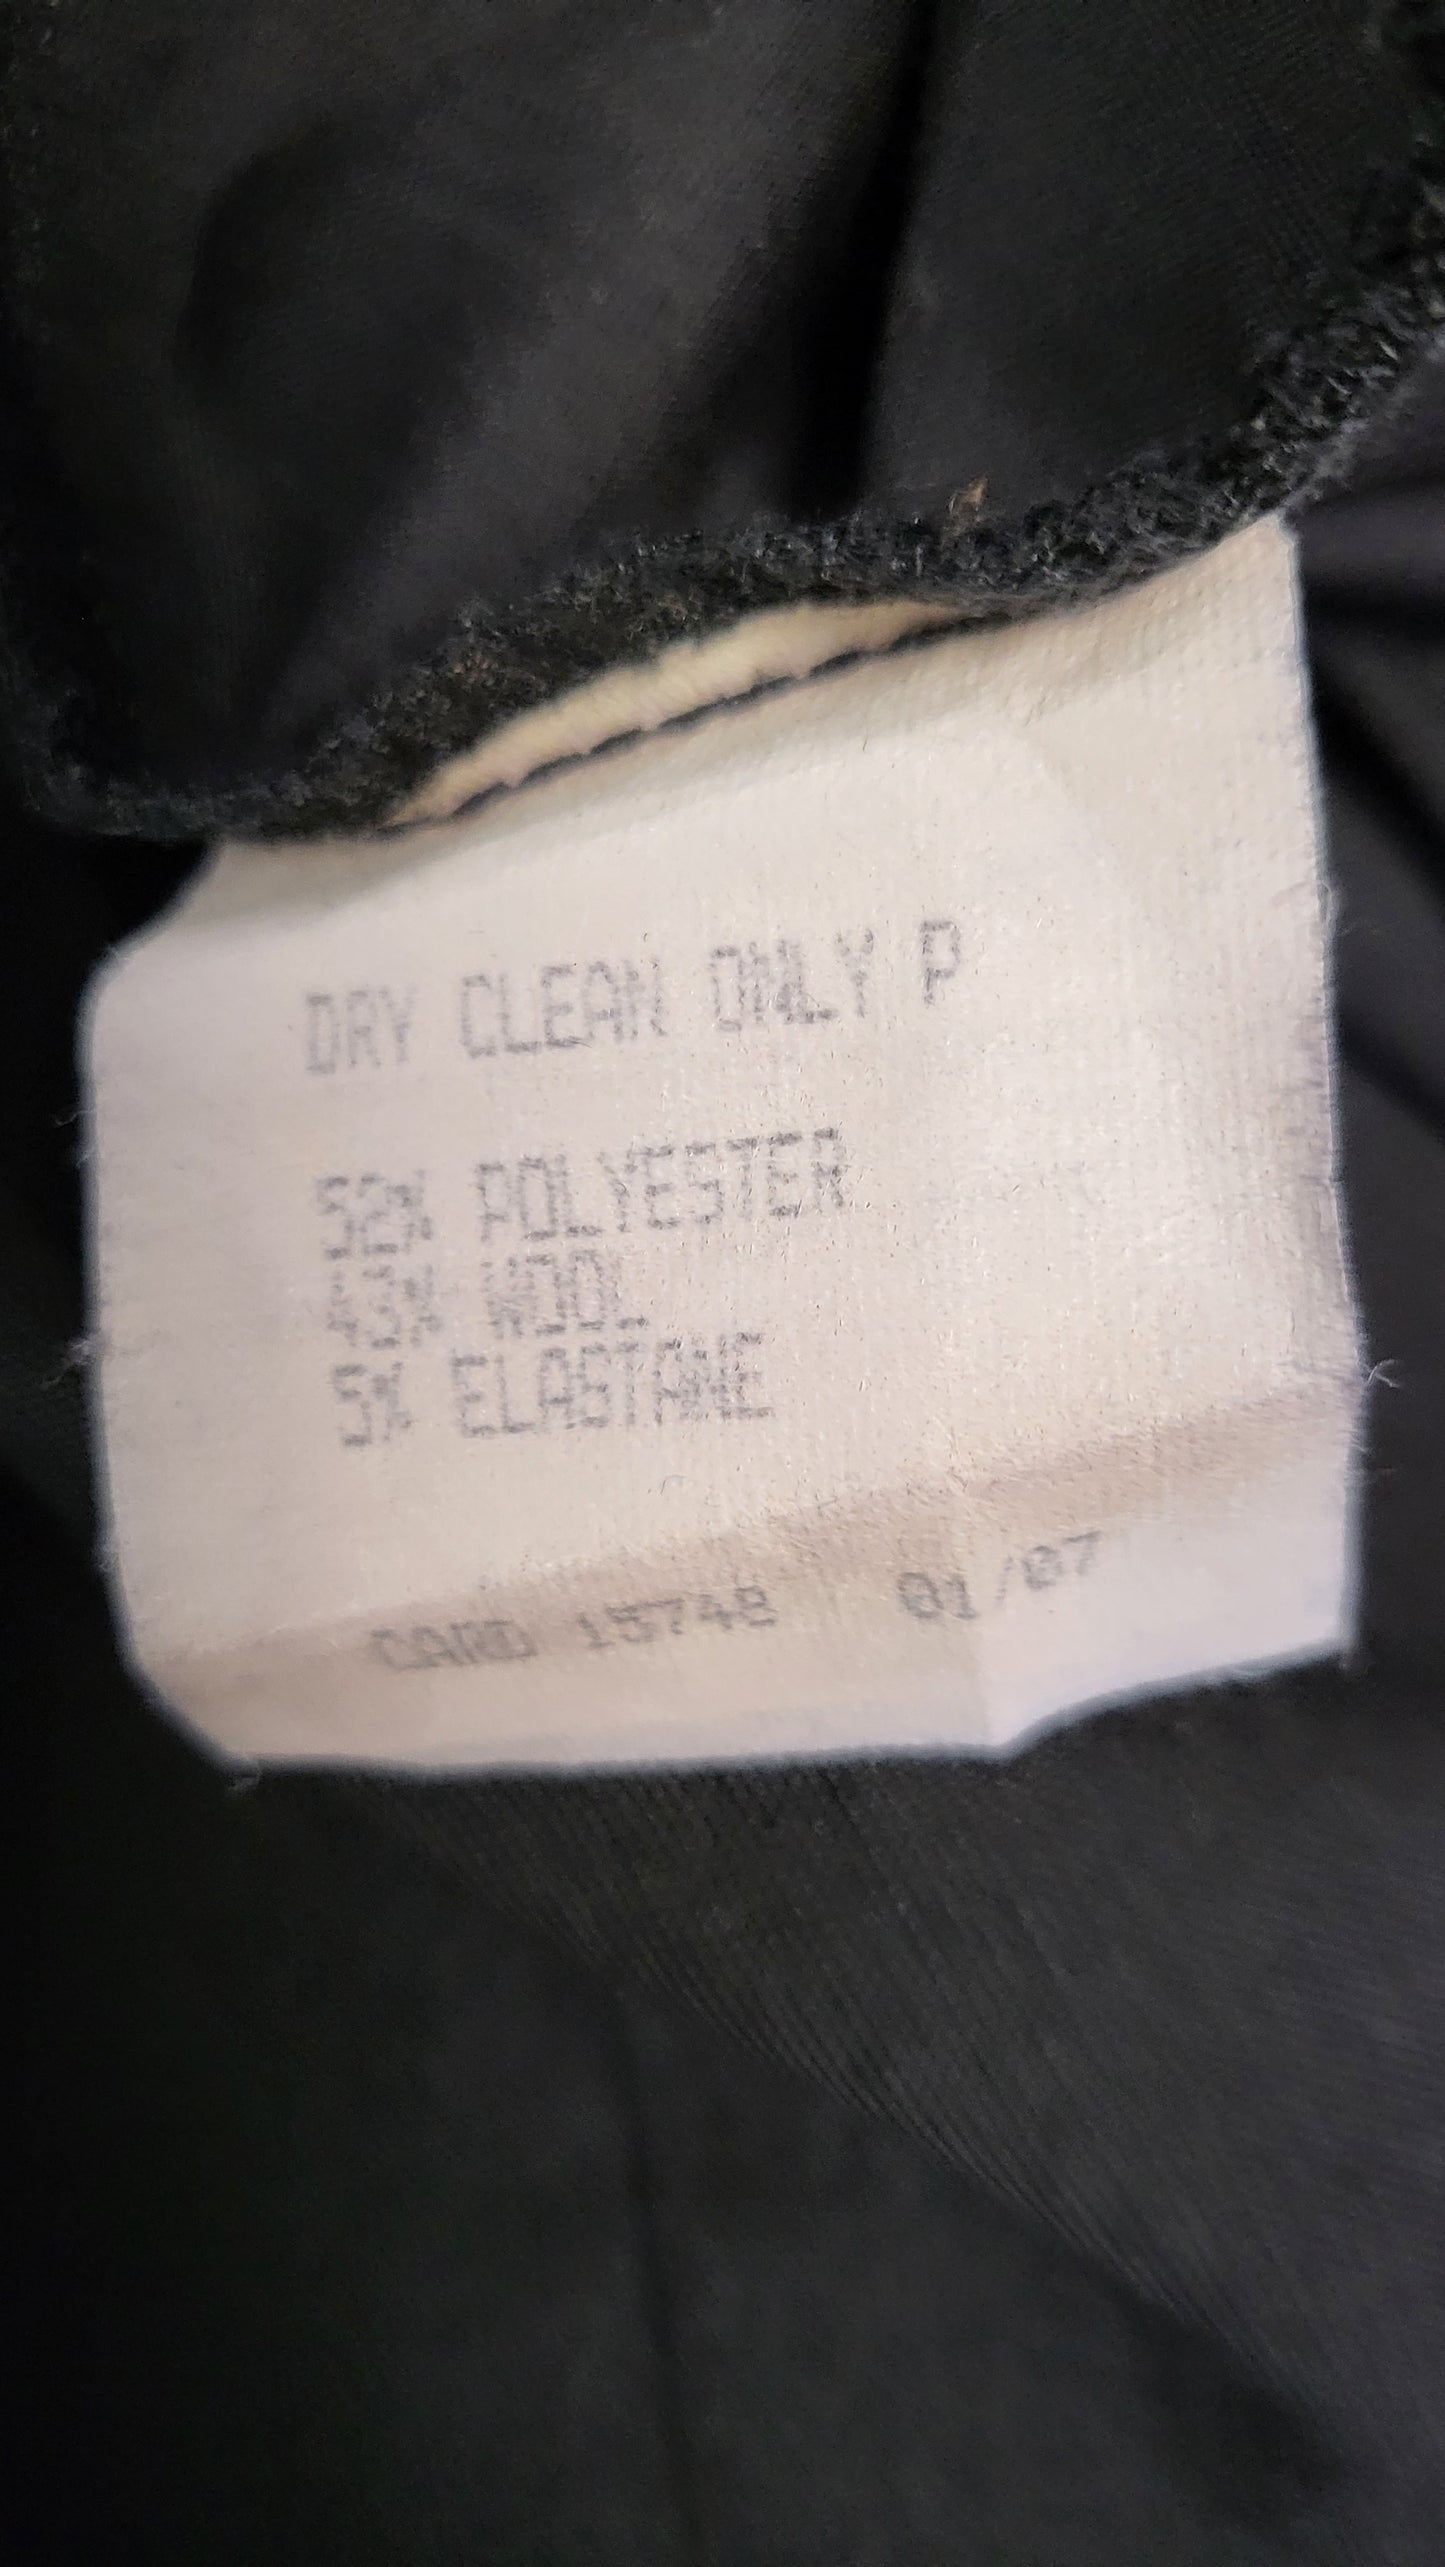 DRY CLEAN ONLY P
52% POLYESTER
43% WOOL
5% ELASTANE
CARD 15748 01/07